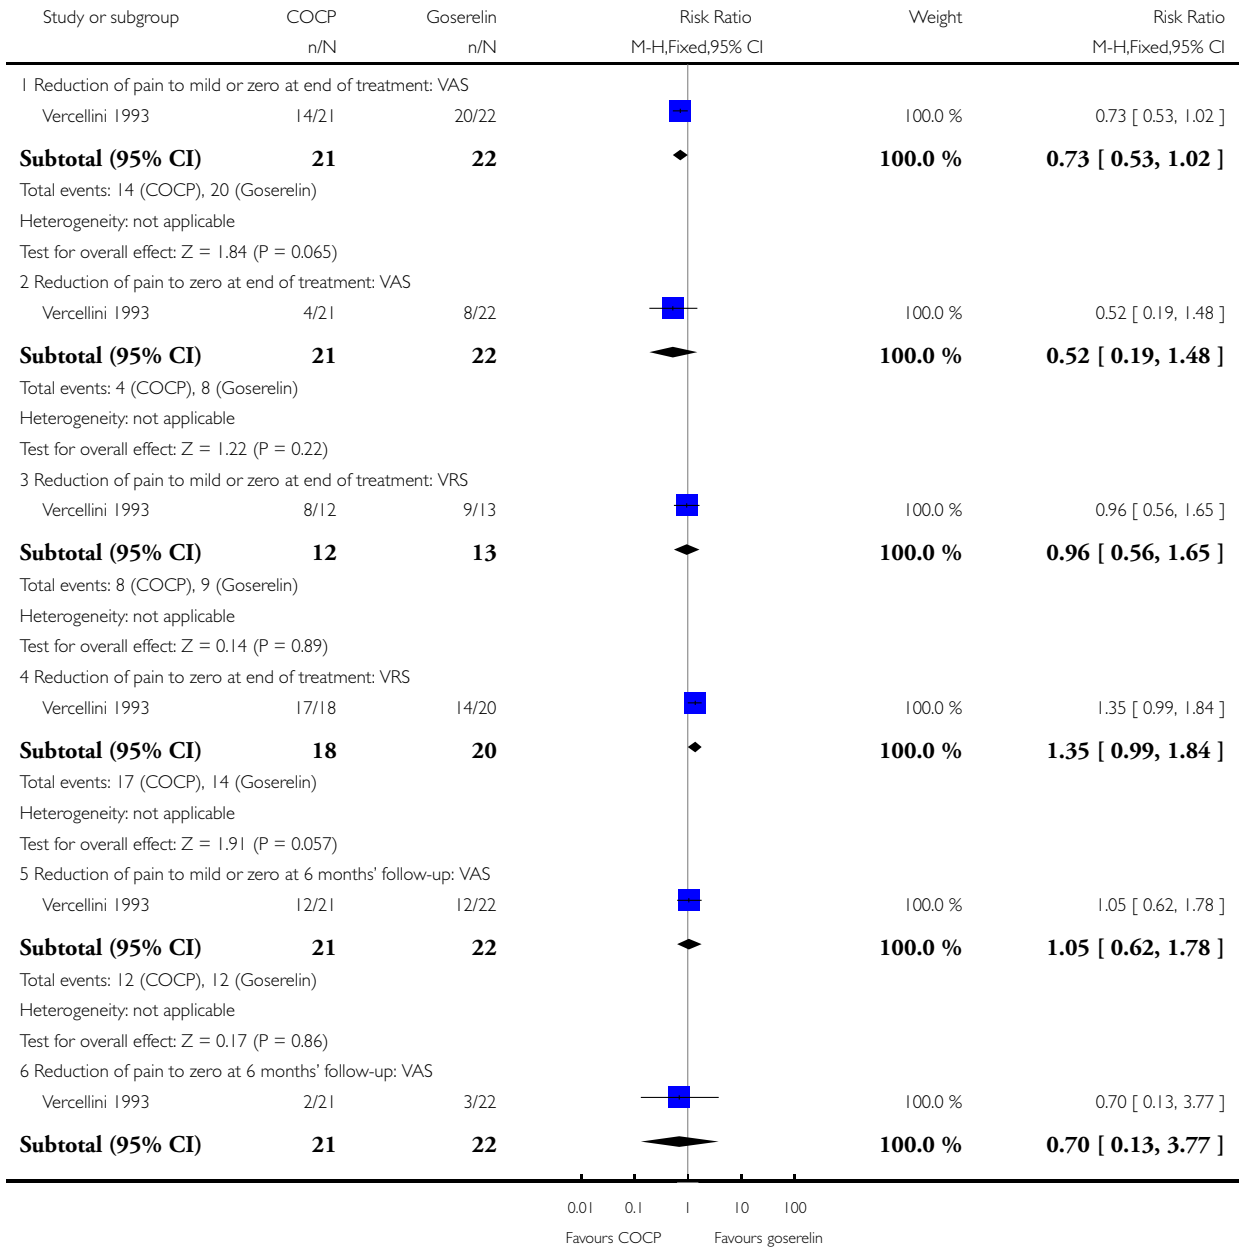 Study or subgroup COCP Goserelin Risk Ratio Weight Risk Ratio
n/N n/N M-H,Fixed,95% CI M-H,Fixed,95% CI
1 Reduction of pain to mild or zero at end of treatment: VAS
Vercellini 1993 14/21 20/22 100.0 % 0.73 [ 0.53, 1.02 ]
Subtotal (95% CI) 21 22 100.0 % 0.73 [ 0.53, 1.02 ]
Total events: 14 (COCP), 20 (Goserelin)
Heterogeneity: not applicable
Test for overall effect: Z = 1.84 (P = 0.065)
2 Reduction of pain to zero at end of treatment: VAS
Vercellini 1993 4/21 8/22 100.0 % 0.52 [ 0.19, 1.48 ]
Subtotal (95% CI) 21 22 100.0 % 0.52 [ 0.19, 1.48 ]
Total events: 4 (COCP), 8 (Goserelin)
Heterogeneity: not applicable
Test for overall effect: Z = 1.22 (P = 0.22)
3 Reduction of pain to mild or zero at end of treatment: VRS
Vercellini 1993 8/12 9/13 100.0 % 0.96 [ 0.56, 1.65 ]
Subtotal (95% CI) 12 13 100.0 % 0.96 [ 0.56, 1.65 ]
Total events: 8 (COCP), 9 (Goserelin)
Heterogeneity: not applicable
Test for overall effect: Z = 0.14 (P = 0.89)
4 Reduction of pain to zero at end of treatment: VRS
Vercellini 1993 17/18 14/20 100.0 % 1.35 [ 0.99, 1.84 ]
Subtotal (95% CI) 18 20 100.0 % 1.35 [ 0.99, 1.84 ]
Total events: 17 (COCP), 14 (Goserelin)
Heterogeneity: not applicable
Test for overall effect: Z = 1.91 (P = 0.057)
5 Reduction of pain to mild or zero at 6 months' follow-up: VAS
Vercellini 1993 12/21 12/22 100.0 % 1.05 [ 0.62, 1.78 ]
Subtotal (95% CI) 21 22 100.0 % 1.05 [ 0.62, 1.78 ]
Total events: 12 (COCP), 12 (Goserelin)
Heterogeneity: not applicable
Test for overall effect: Z = 0.17 (P = 0.86)
6 Reduction of pain to zero at 6 months' follow-up: VAS
Vercellini 1993 2/21 3/22 100.0 % 0.70 [ 0.13, 3.77 ]
Subtotal (95% CI) 21 22 100.0 % 0.70 [ 0.13, 3.77 ]
0.01 0.1 1 10 100
Favours COCP Favours goserelin